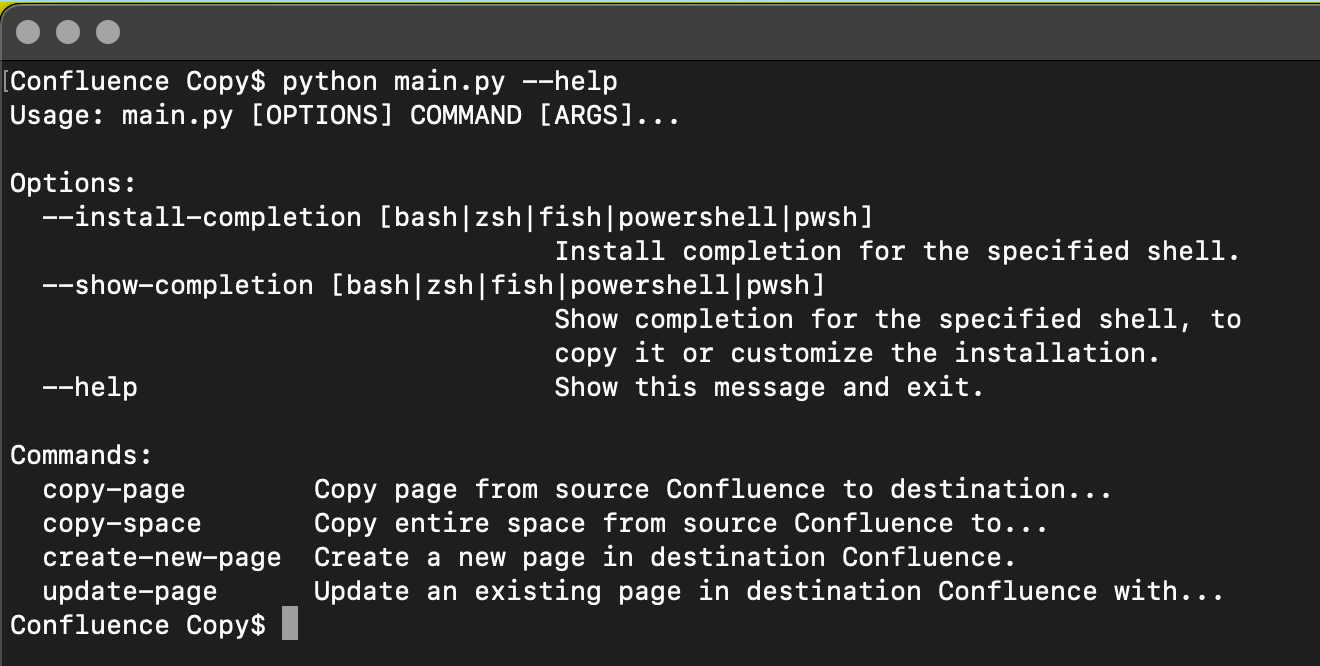 [Confluence Copy$ python main.py --help
Usage: main.py [OPTIONS] COMMAND [ARGS]...

Options:
  --install-completion [bash|zsh|fish|powershell|pwsh]
                                  Install completion for the specified shell.
  --show-completion [bash|zsh|fish|powershell|pwsh]
                                  Show completion for the specified shell, to
                                  copy it or customize the installation.
  --help                          Show this message and exit.

Commands:
  copy-page        Copy page from source Confluence to destination...
  copy-space       Copy entire space from source Confluence to...
  create-new-page  Create a new page in destination Confluence.
  update-page      Update an existing page in destination Confluence with...
Confluence Copy$